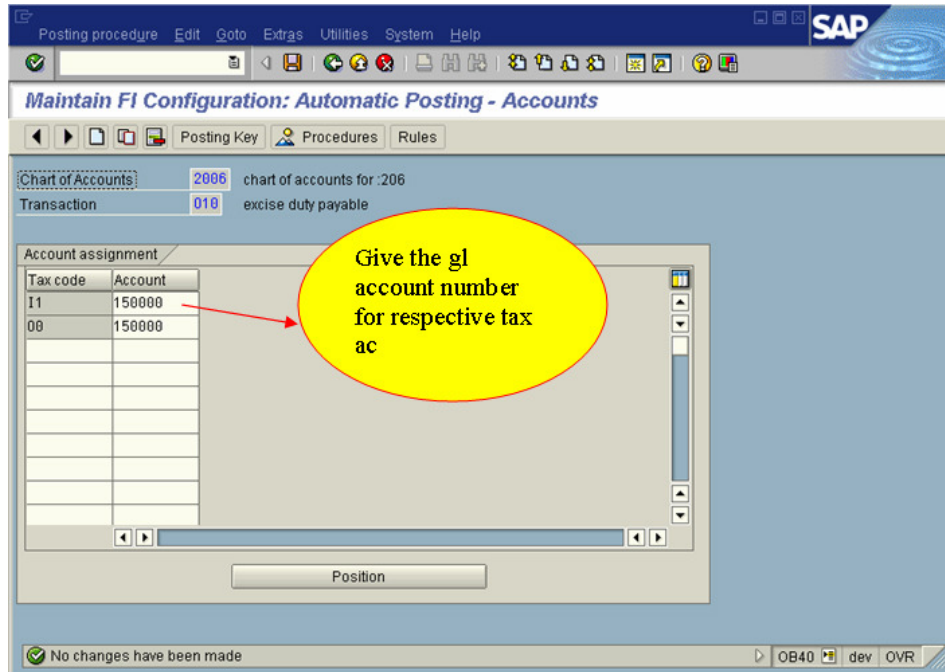 Posting procedure Edit Goto Extras Utilities System Help
SAP
Maintain FI Configuration: Automatic Posting - Accounts
Posting Key Procedures Rules
Chart of Accounts 2006 chart of accounts for :206
Transaction 010 excise duty payable
Account assignment
Tax code Account
I1 150000
O0 150000
Give the gl
account number
for respective tax
ac
Position
No changes have been made
OB40 dev OVR